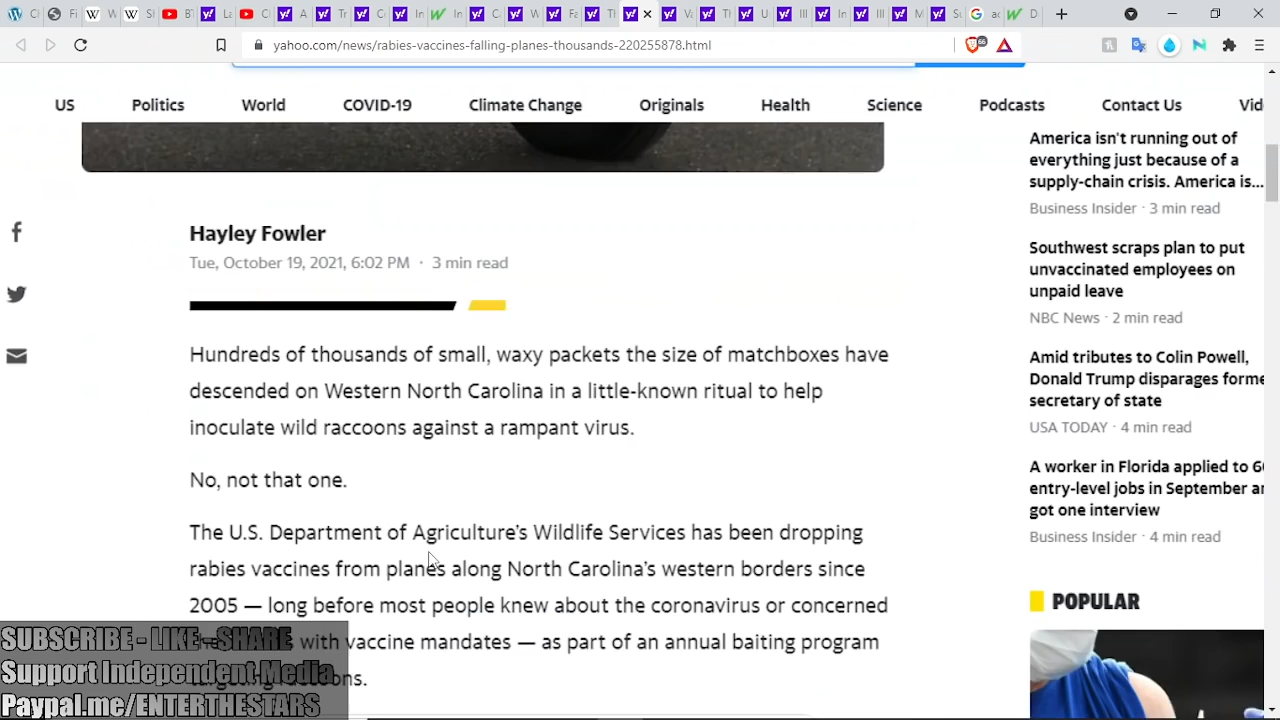 yahoo.com/news/rabies-vaccines-falling-planes-thousands-220255878.html
US Politics World COVID-19 Climate Change Originals Health Science Podcasts Contact Us
America isn't running out of
everything just because of a
supply-chain crisis. America is...
Business Insider · 3 min read
Southwest scraps plan to put
unvaccinated employees on
unpaid leave
NBC News · 2 min read
Amid tributes to Colin Powell,
Donald Trump disparages forme
secretary of state
USA TODAY · 4 min read
A worker in Florida applied to 6
entry-level jobs in September a
got one interview
Business Insider · 4 min read
POPULAR
Hayley Fowler
Tue, October 19, 2021, 6:02 PM · 3 min read
Hundreds of thousands of small, waxy packets the size of matchboxes have
descended on Western North Carolina in a little-known ritual to help
inoculate wild raccoons against a rampant virus.
No, not that one.
The U.S. Department of Agriculture's Wildlife Services has been dropping
rabies vaccines from planes along North Carolina's western borders since
2005 — long before most people knew about the coronavirus or concerned
with vaccine mandates — as part of an annual baiting program
SUBSCRIBE - LIKE - SHARE
Support Independent Media
Paypal.me/ENTERTHESTARS